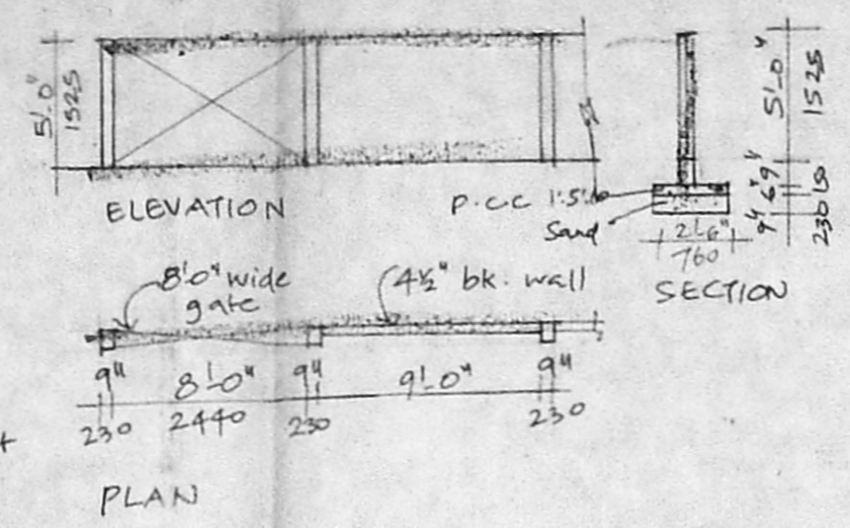 5'-0"
1525
ELEVATION
P.C.C 1:5:10
Sand
5'-0"
1525
9"
6"
9"
230
2'-6"
760
SECTION
8'-0" wide
gate
4½" bk. wall
9" 8'-0" 9" 9'-0" 9"
230 2440 230 230
PLAN